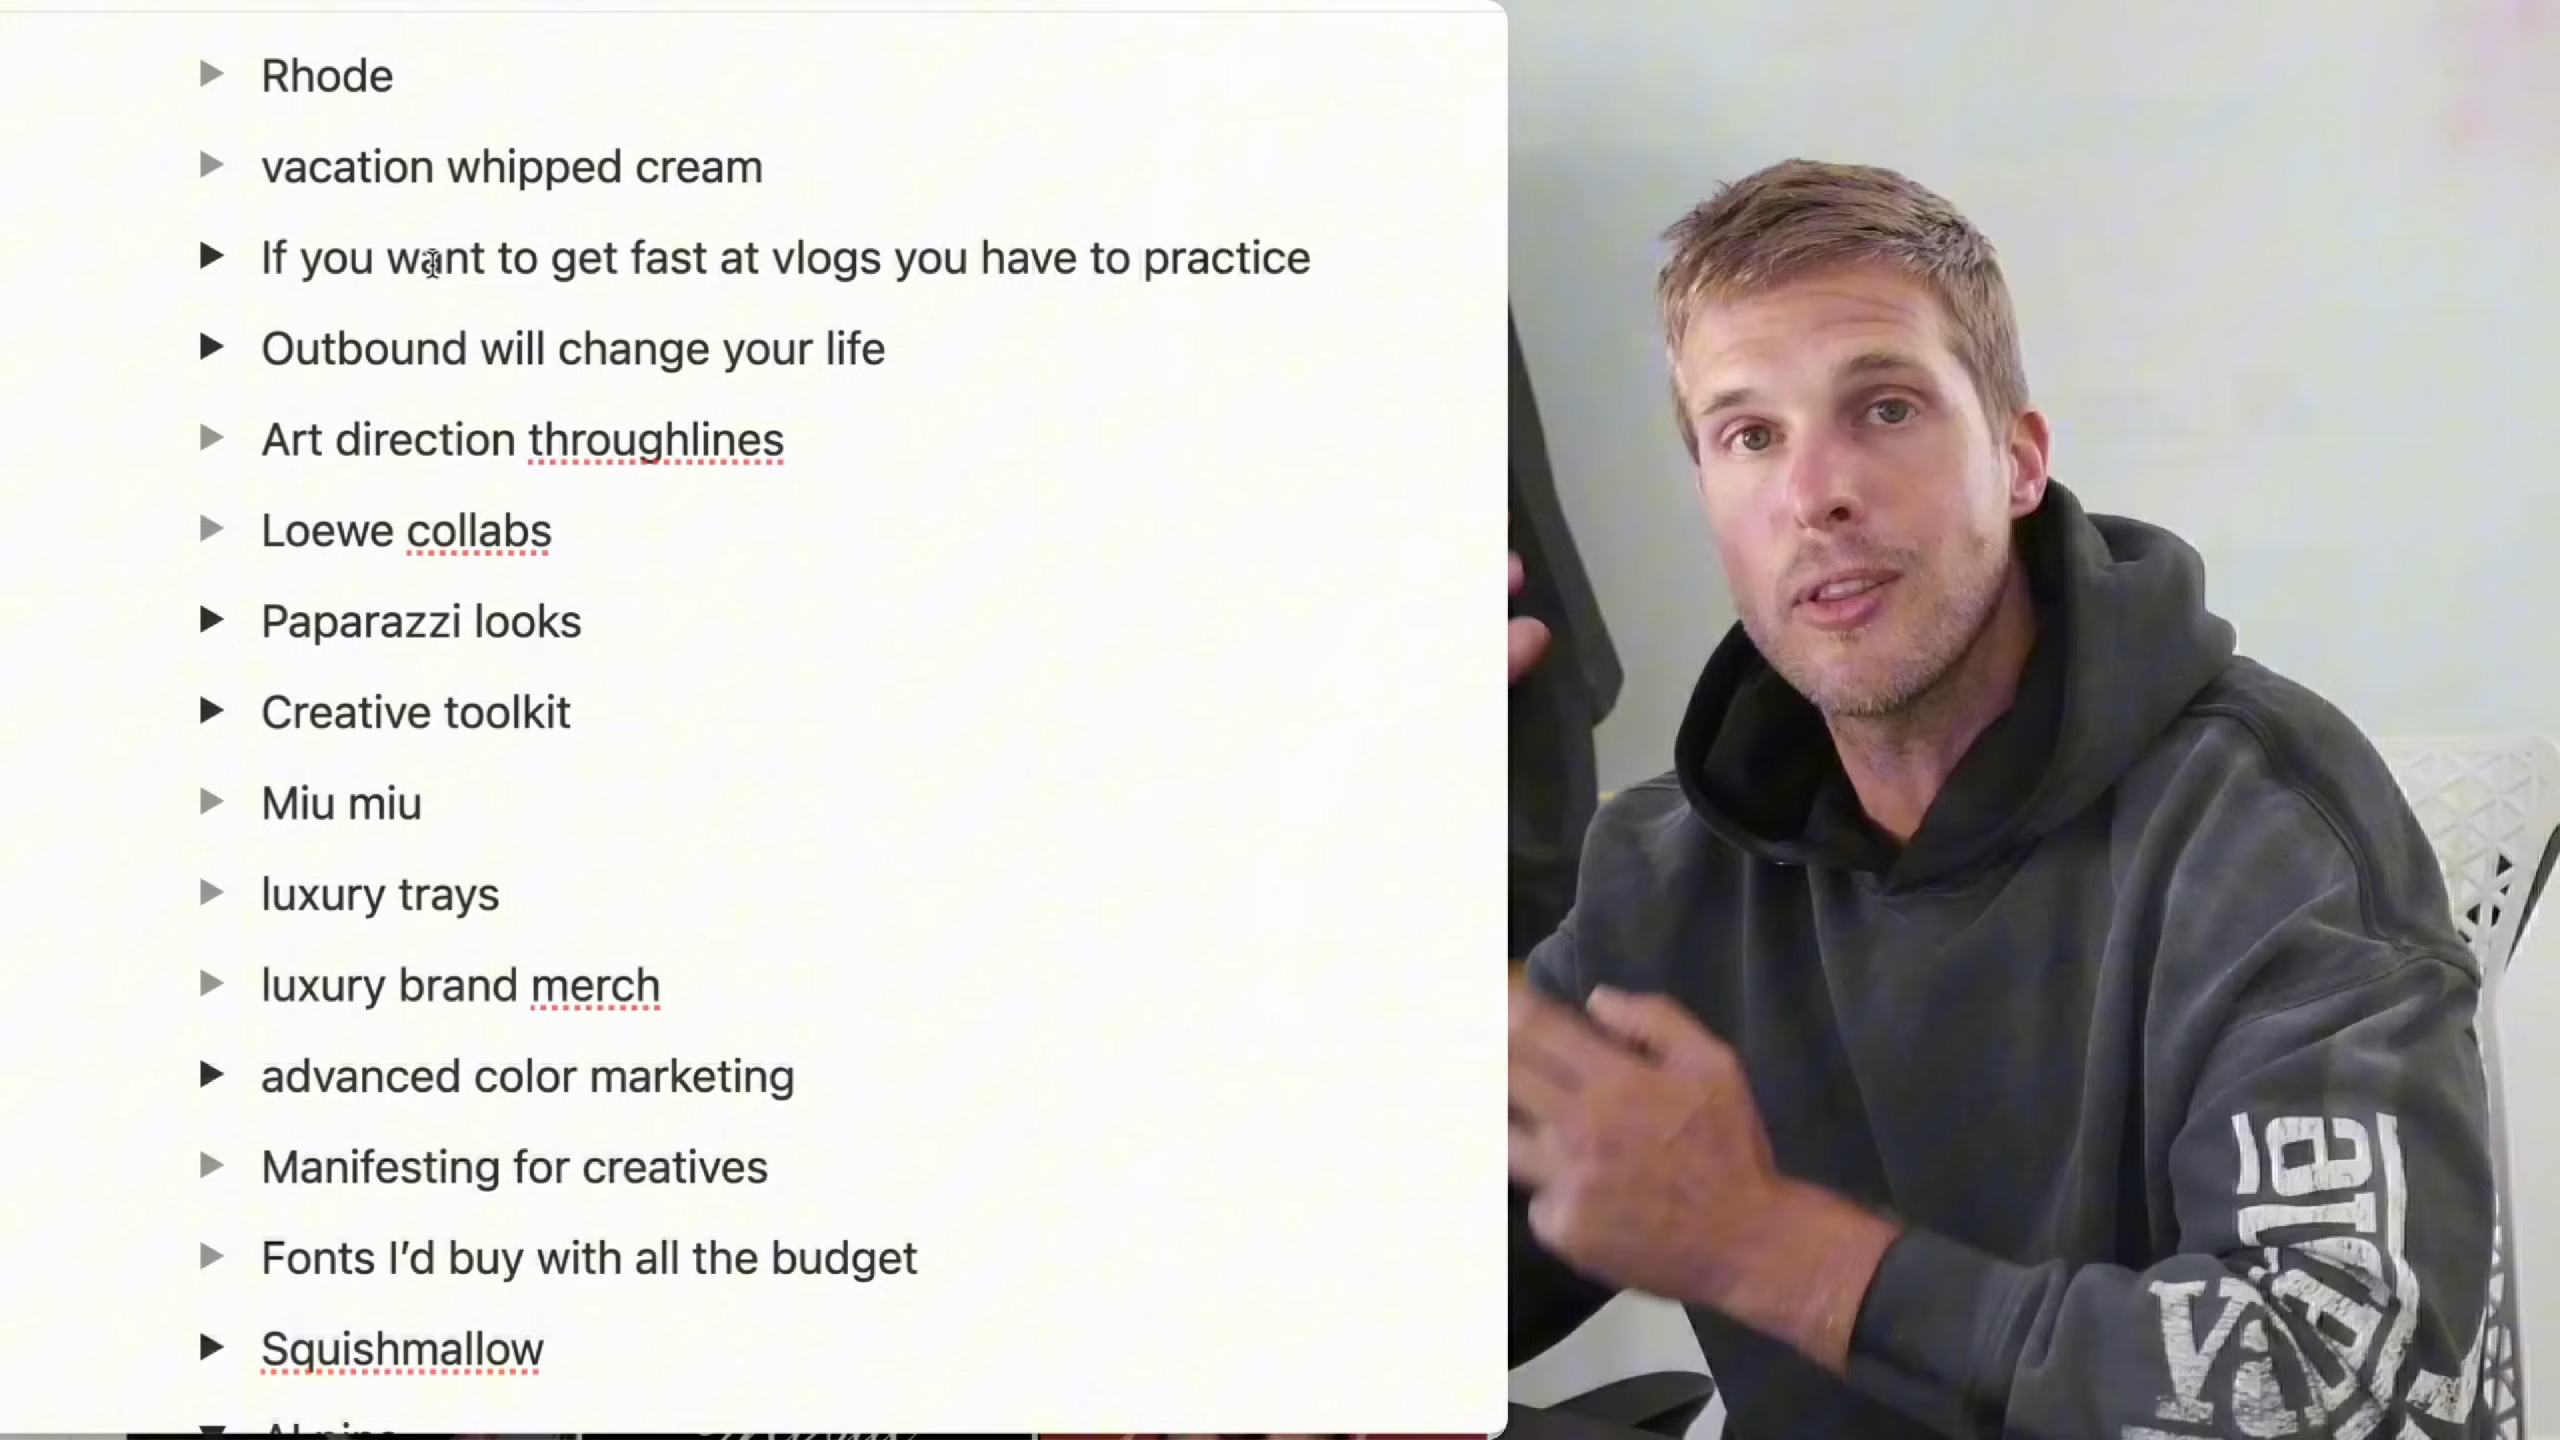 Rhode
vacation whipped cream
If you want to get fast at vlogs you have to practice
Outbound will change your life
Art direction throughlines
Loewe collabs
Paparazzi looks
Creative toolkit
Miu miu
luxury trays
luxury brand merch
advanced color marketing
Manifesting for creatives
Fonts I’d buy with all the budget
Squishmallow